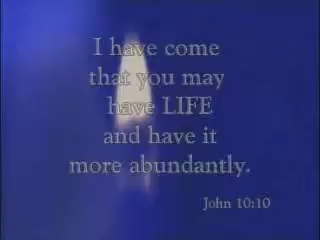 I have come
that you may
have LIFE
and have it
more abundantly.
John 10:10